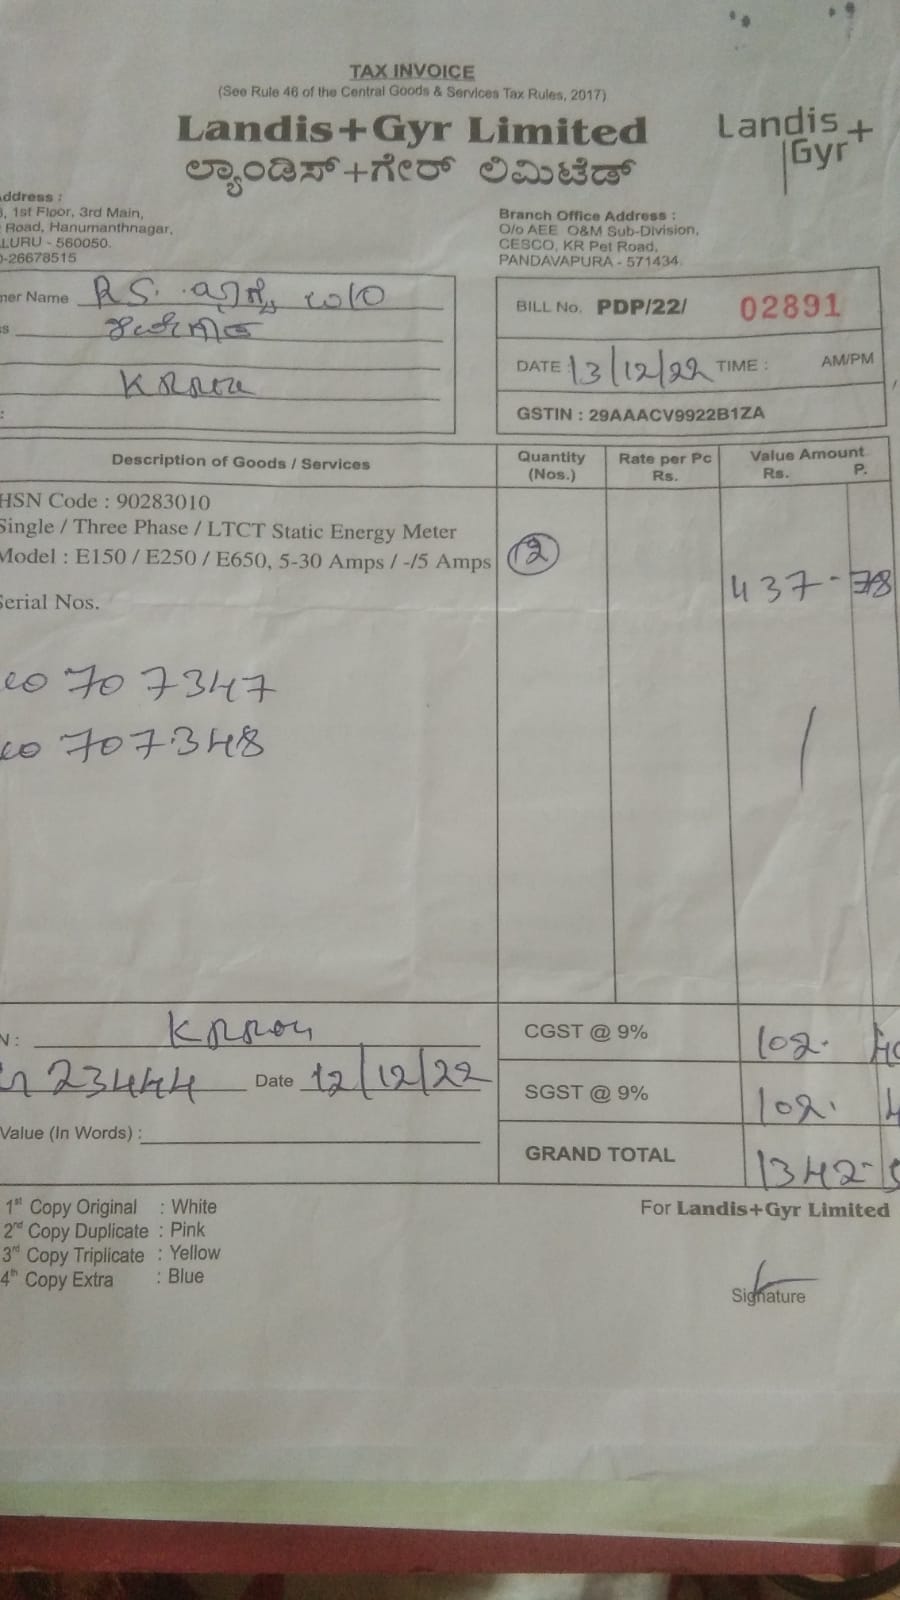 TAX INVOICE
(See Rule 46 of the Central Goods & Services Tax Rules, 2017)
Landis+Gyr Limited
ಲ್ಯಾಂಡಿಸ್+ಗೇರ್ ಲಿಮಿಟೆಡ್
Landis+
Gyr
ddress :
, 1st Floor, 3rd Main,
Road, Hanumanthnagar,
LURU - 560050.
-26678515
Branch Office Address :
O/o AEE O&M Sub-Division,
CESCO, KR Pet Road,
PANDAVAPURA - 571434.
ner Name RS.
s
BILL No. PDP/22/ 02891
DATE : 13/12/22 TIME : AM/PM
GSTIN : 29AAACV9922B1ZA
Description of Goods / Services Quantity (Nos.) Rate per Pc Rs. Value Amount Rs. P.
HSN Code : 90283010
Single / Three Phase / LTCT Static Energy Meter
Model : E150 / E250 / E650, 5-30 Amps / -/5 Amps
437-78
Serial Nos.
707347
707348
N :
CGST @ 9% 102.
23444 Date 12/12/22
SGST @ 9% 102.
Value (In Words) :
GRAND TOTAL 1342-
1st Copy Original : White
2nd Copy Duplicate : Pink
3rd Copy Triplicate : Yellow
4th Copy Extra : Blue
For Landis+Gyr Limited
Signature